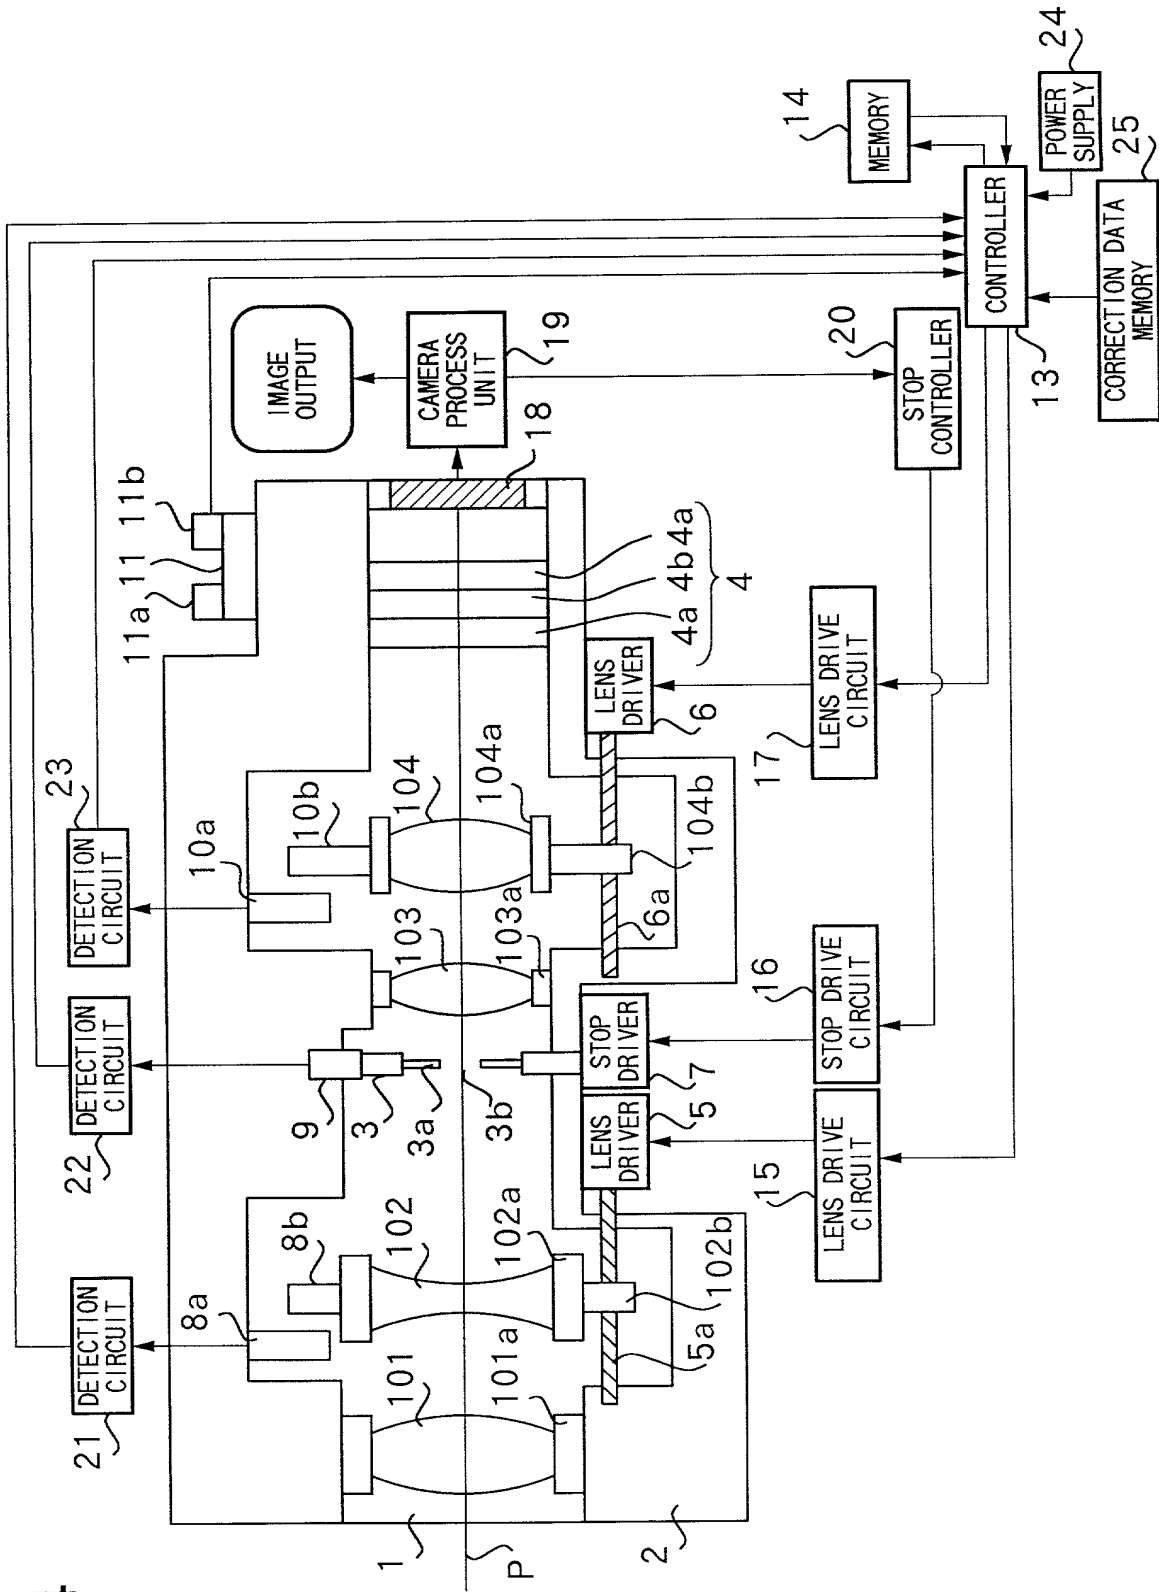 21
DETECTION
CIRCUIT
22
DETECTION
CIRCUIT
23
DETECTION
CIRCUIT
8a
8b
101
101a
102
102a
102b
5a
9
3
3a
3b
10a
10b
103
103a
104
104a
104b
6a
11a
11
11b
1
P
2
LENS
DRIVER
5
STOP
DRIVER
7
LENS
DRIVER
6
4a
4b
4a
4
18
IMAGE
OUTPUT
CAMERA
PROCESS
UNIT
19
15
LENS DRIVE
CIRCUIT
16
STOP DRIVE
CIRCUIT
17
LENS DRIVE
CIRCUIT
STOP
CONTROLLER
20
14
MEMORY
CONTROLLER
13
POWER
SUPPLY
24
CORRECTION DATA
MEMORY
25